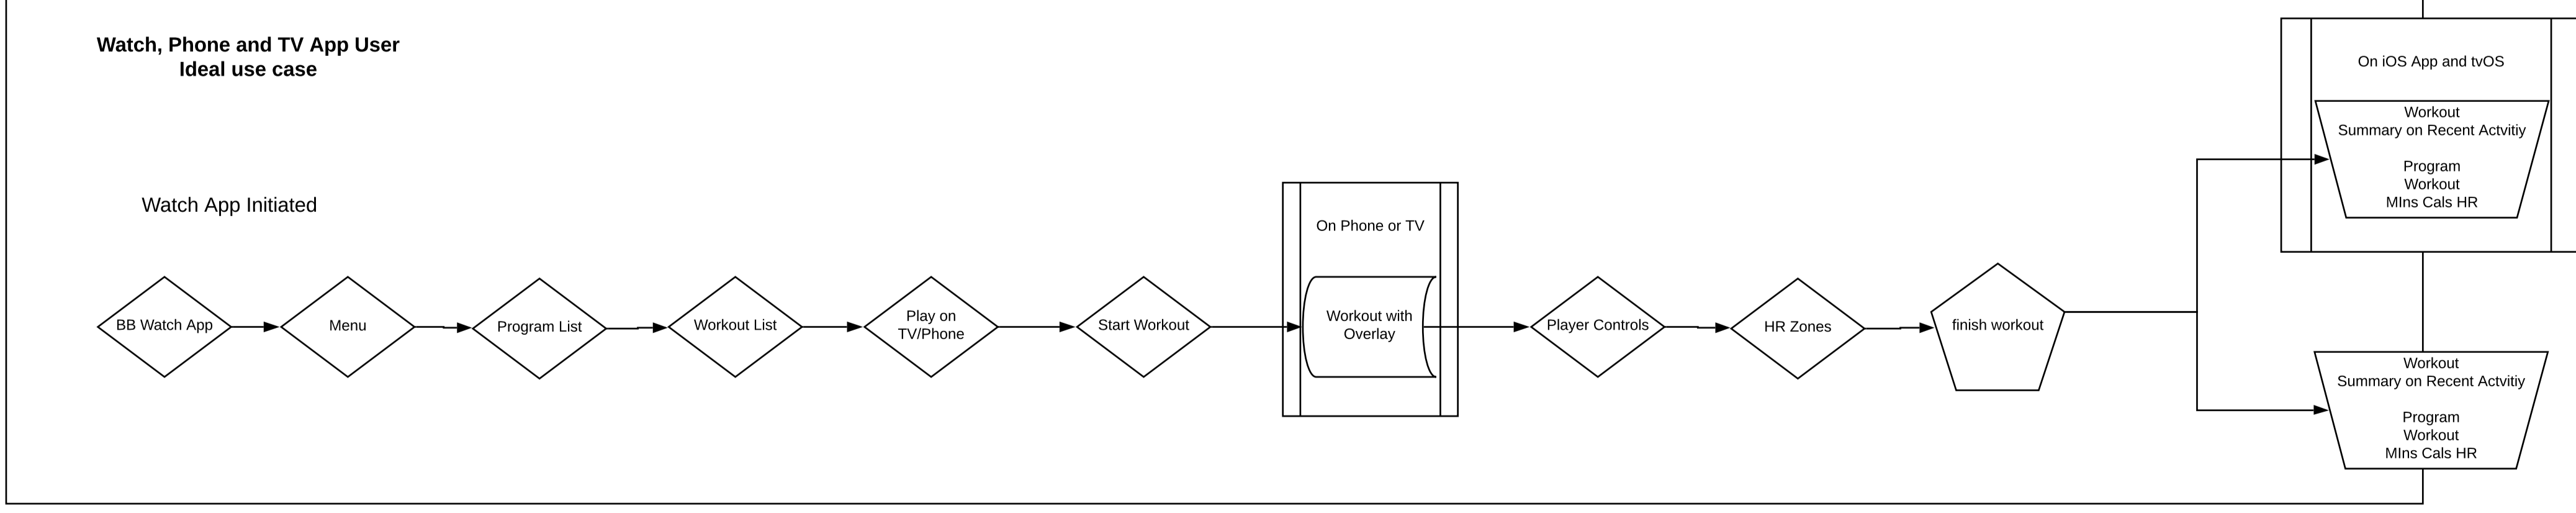 Watch, Phone and TV App User
Ideal use case
Watch App Initiated
BB Watch App
Menu
Program List
Workout List
Play on
TV/Phone
Start Workout
On Phone or TV
Workout with
Overlay
Player Controls
HR Zones
finish workout
On iOS App and tvOS
Workout
Summary on Recent Actvitiy
Program
Workout
MIns Cals HR
Workout
Summary on Recent Actvitiy
Program
Workout
MIns Cals HR